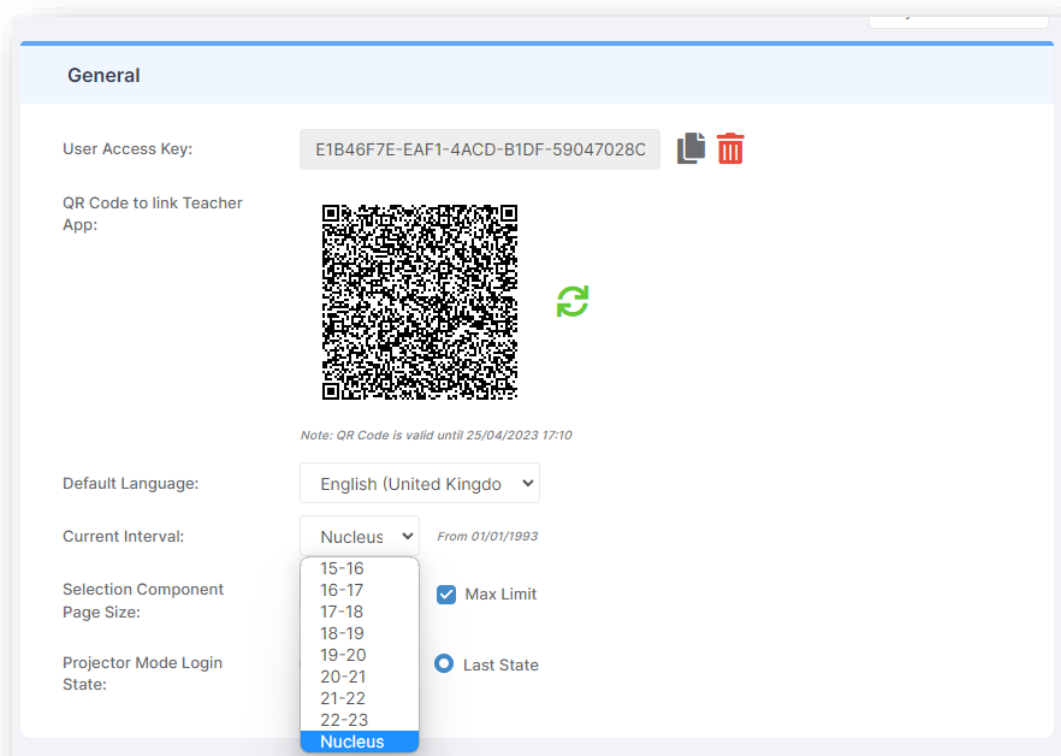 General
User Access Key:
E1B46F7E-EAF1-4ACD-B1DF-59047028C
QR Code to link Teacher
App:
Note: QR Code is valid until 25/04/2023 17:10
Default Language:
English (United Kingdo
Current Interval:
Nucleus
From 01/01/1993
15-16
16-17
17-18
18-19
19-20
20-21
21-22
22-23
Nucleus
Selection Component
Page Size:
Max Limit
Projector Mode Login
State:
Last State